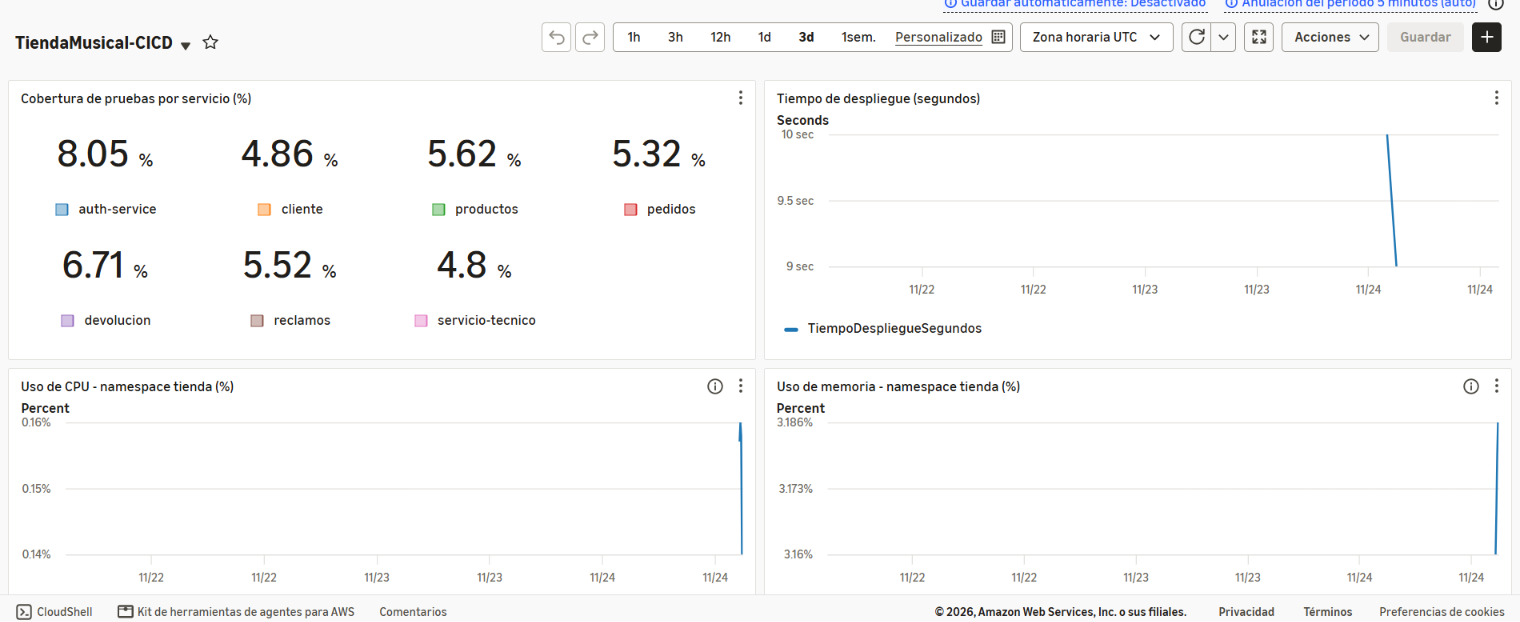 Guardar automáticamente: Desactivado Anulación del período 5 minutos (auto)
TiendaMusical-CICD 1h 3h 12h 1d 3d 1sem. Personalizado Zona horaria UTC Acciones Guardar
Cobertura de pruebas por servicio (%)
8.05 % 4.86 % 5.62 % 5.32 %
auth-service cliente productos pedidos
6.71 % 5.52 % 4.8 %
devolucion reclamos servicio-tecnico
Tiempo de despliegue (segundos)
Seconds
10 sec
9.5 sec
9 sec
11/22 11/22 11/23 11/23 11/24 11/24
TiempoDespliegueSegundos
Uso de CPU - namespace tienda (%)
Percent
0.16%
0.15%
0.14%
11/22 11/22 11/23 11/23 11/24 11/24
Uso de memoria - namespace tienda (%)
Percent
3.186%
3.173%
3.16%
11/22 11/22 11/23 11/23 11/24 11/24
CloudShell Kit de herramientas de agentes para AWS Comentarios © 2026, Amazon Web Services, Inc. o sus filiales. Privacidad Términos Preferencias de cookies